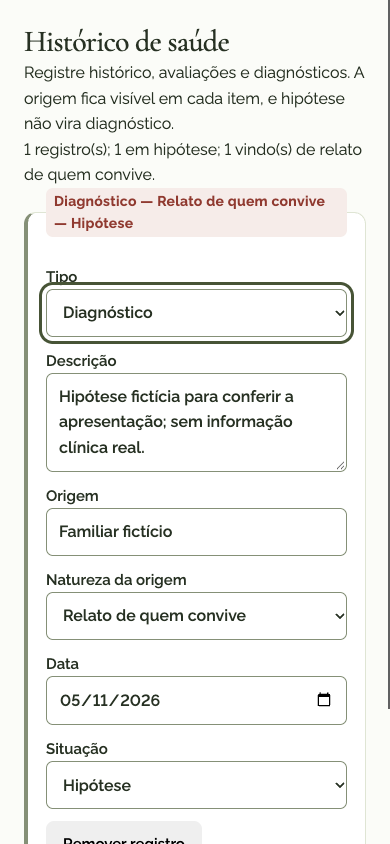 Histórico de saúde
Registre histórico, avaliações e diagnósticos. A
origem fica visível em cada item, e hipótese
não vira diagnóstico.
1 registro(s); 1 em hipótese; 1 vindo(s) de relato
de quem convive.
Diagnóstico — Relato de quem convive
— Hipótese
Tipo
Diagnóstico
Descrição
Hipótese fictícia para conferir a
apresentação; sem informação
clínica real.
Origem
Familiar fictício
Natureza da origem
Relato de quem convive
Data
05/11/2026
Situação
Hipótese
Remover registro